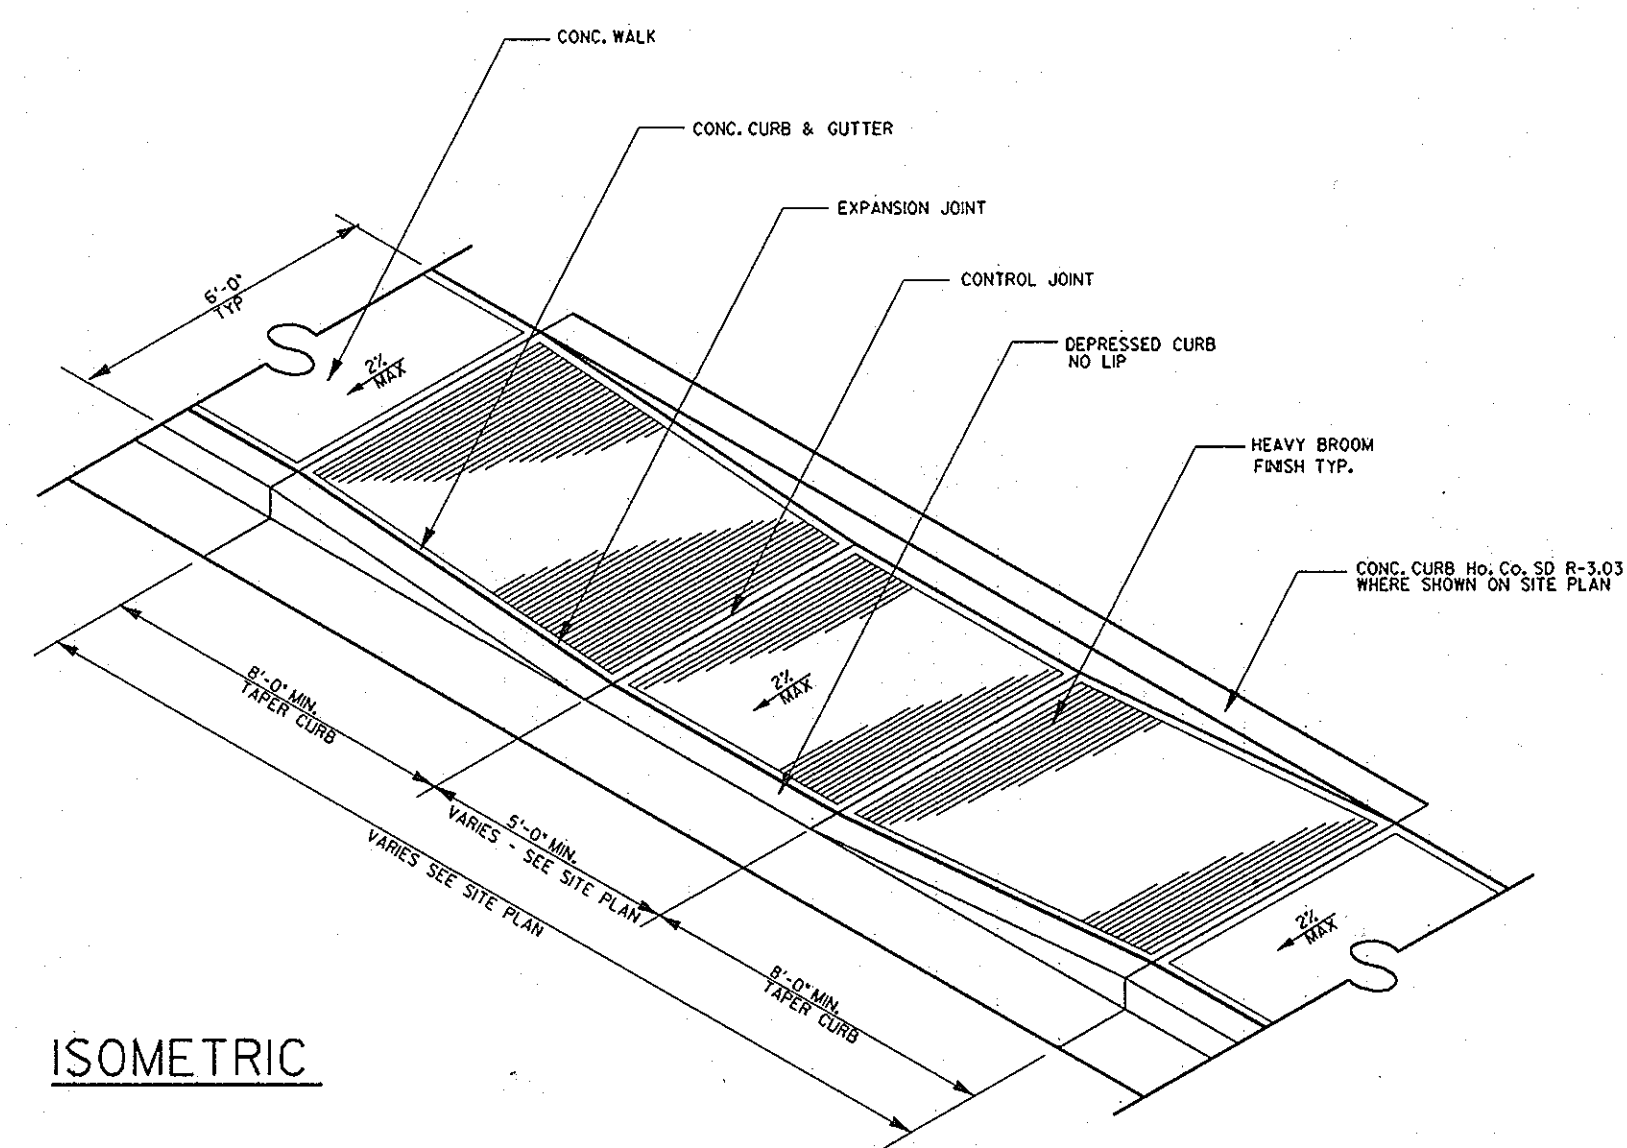 CONC. WALK
CONC. CURB & GUTTER
EXPANSION JOINT
CONTROL JOINT
DEPRESSED CURB
NO LIP
HEAVY BROOM
FINISH TYP.
CONC. CURB Ho. Co. SD R-3.03
WHERE SHOWN ON SITE PLAN
6'-0"
TYP
2%
MAX
2%
MAX
2%
MAX
8'-0" MIN.
TAPER CURB
5'-0" MIN.
VARIES - SEE SITE PLAN
VARIES SEE SITE PLAN
8'-0" MIN.
TAPER CURB
ISOMETRIC